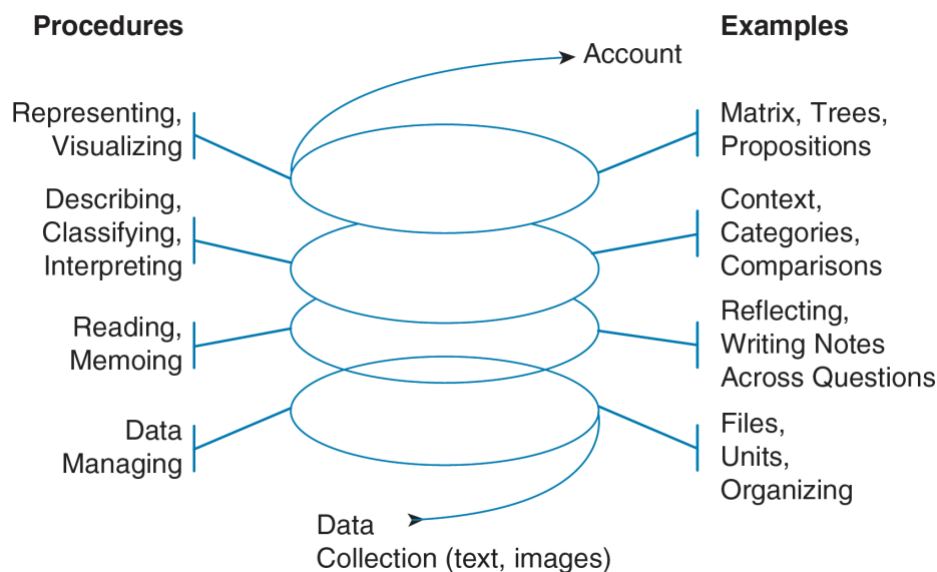 Procedures
Examples
Account
Representing,
Visualizing
Matrix, Trees,
Propositions
Describing,
Classifying,
Interpreting
Context,
Categories,
Comparisons
Reading,
Memoing
Reflecting,
Writing Notes
Across Questions
Data
Managing
Files,
Units,
Organizing
Data
Collection (text, images)